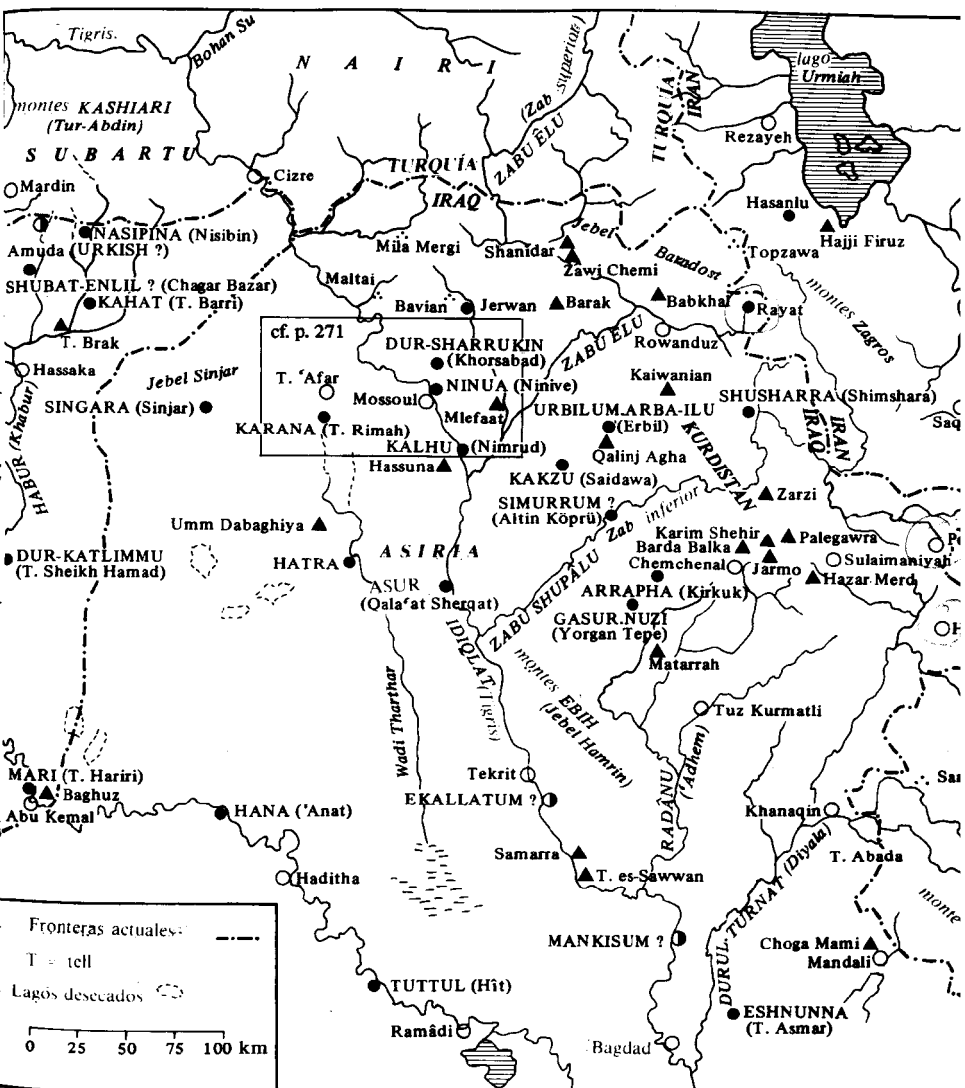 Tigris.
Bohan Su
N A I R I
(Zab superior)
ZABU ELU
TURQUÍA
IRAN
lago
Urmiah
montes KASHIARI
(Tur-Abdin)
S U B A R T U
Rezayeh
Mardin
Cizre
TURQUÍA
IRAQ
Hasanlu
Hajji Firuz
NASIPINA (Nisibin)
Amuda (URKISH ?)
Mila Mergi
Shanidar
Jebel
Baradost
Topzawa
Zawi Chemi
SHUBAT-ENLIL ? (Chagar Bazar)
KAHAT (T. Barri)
Maltai
Bavian
Jerwan
Barak
Babkhal
Rayat
montes Zagros
T. Brak
cf. p. 271
DUR-SHARRUKIN
(Khorsabad)
ZABU ELU
Rowanduz
Hassaka
Jebel Sinjar
T. ‘Afar
NINUA (Ninive)
Kaiwanian
SHUSHARRA (Shimshara)
SINGARA (Sinjar)
Mossoul
Mlefaat
URBILUM.ARBA-ILU
(Erbil)
IRAQ
IRAN
Saq
KARANA (T. Rimah)
KALHU (Nimrud)
Qalinj Agha
KURDISTAN
HABUR (Khabur)
Hassuna
KAKZU (Saidawa)
SIMURRUM ?
(Altin Köprü)
Zab inferior
Zarzi
Umm Dabaghiya
Karim Shehir
Palegawra
Barda Balka
Sulaimaniyah
DUR-KATLIMMU
(T. Sheikh Hamad)
HATRA
A S I R I A
Chemchenal
Jarmo
Hazar Merd
ASUR
(Qala‘at Sherqat)
ZABU SHUPÂLU
ARRAPHA (Kirkuk)
GASUR.NUZI
(Yorgan Tepe)
IDIQLAT (Tigris)
Matarrah
montes EBIH
(Jebel Hamrin)
Wadi Tharthar
Tuz Kurmatli
MARI (T. Hariri)
Baghuz
Abu Kemal
Tekrit
RADÂNU
(‘Adhem)
EKALLATUM ?
HANA (‘Anat)
Khanaqin
Samarra
T. Abada
Haditha
T. es-Sawwan
DURUL.TURNAT (Diyala)
monte
Fronteras actuales
MANKISUM ?
Choga Mami
Mandali
T = tell
Lagos desecados
TUTTUL (Hît)
ESHNUNNA
(T. Asmar)
Ramâdi
Bagdad
0 25 50 75 100 km